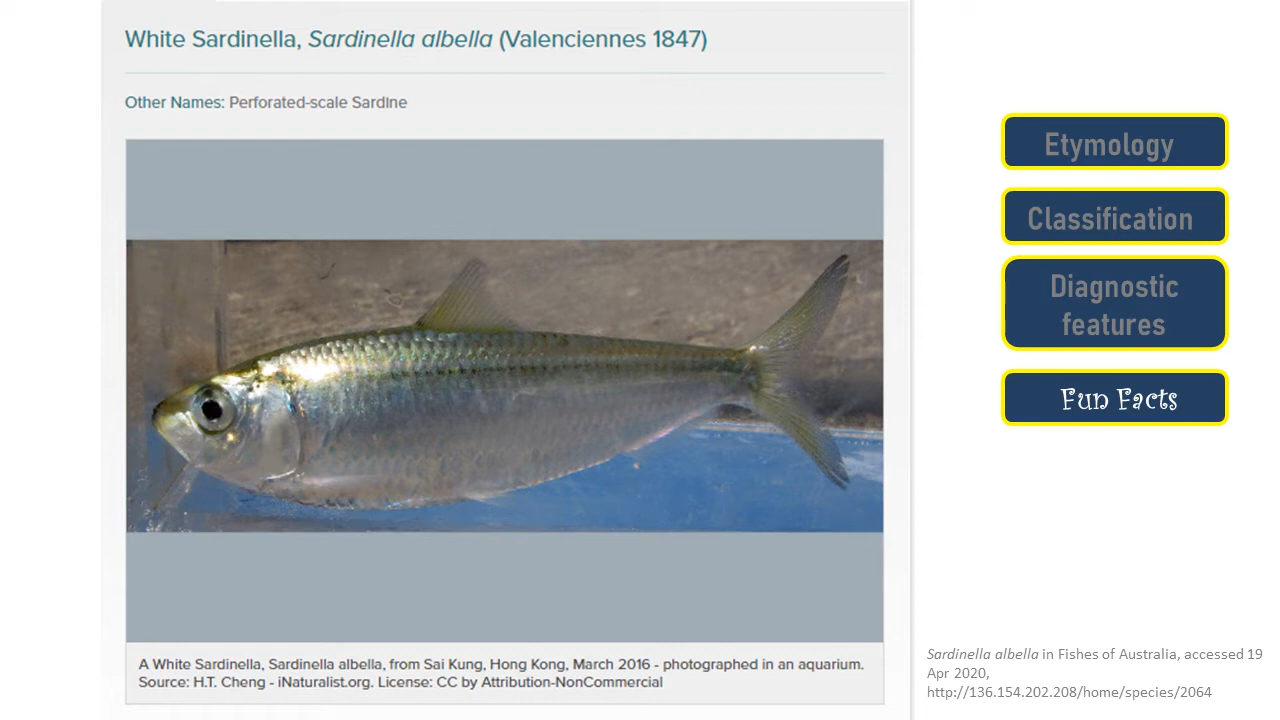 White Sardinella, Sardinella albella (Valenciennes 1847)
Other Names: Perforated-scale Sardine
Etymology
Classification
Diagnostic
features
Fun Facts
A White Sardinella, Sardinella albella, from Sai Kung, Hong Kong, March 2016 - photographed in an aquarium.
Source: H.T. Cheng - iNaturalist.org. License: CC by Attribution-NonCommercial
Sardinella albella in Fishes of Australia, accessed 19
Apr 2020,
http://136.154.202.208/home/species/2064